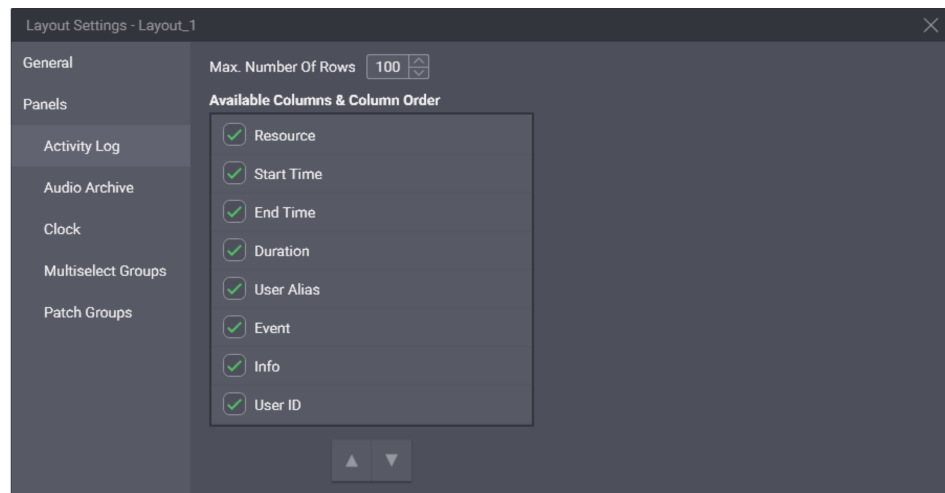 Layout Settings - Layout_1
General
Panels
Activity Log
Audio Archive
Clock
Multiselect Groups
Patch Groups
Max. Number Of Rows 100
Available Columns & Column Order
Resource
Start Time
End Time
Duration
User Alias
Event
Info
User ID